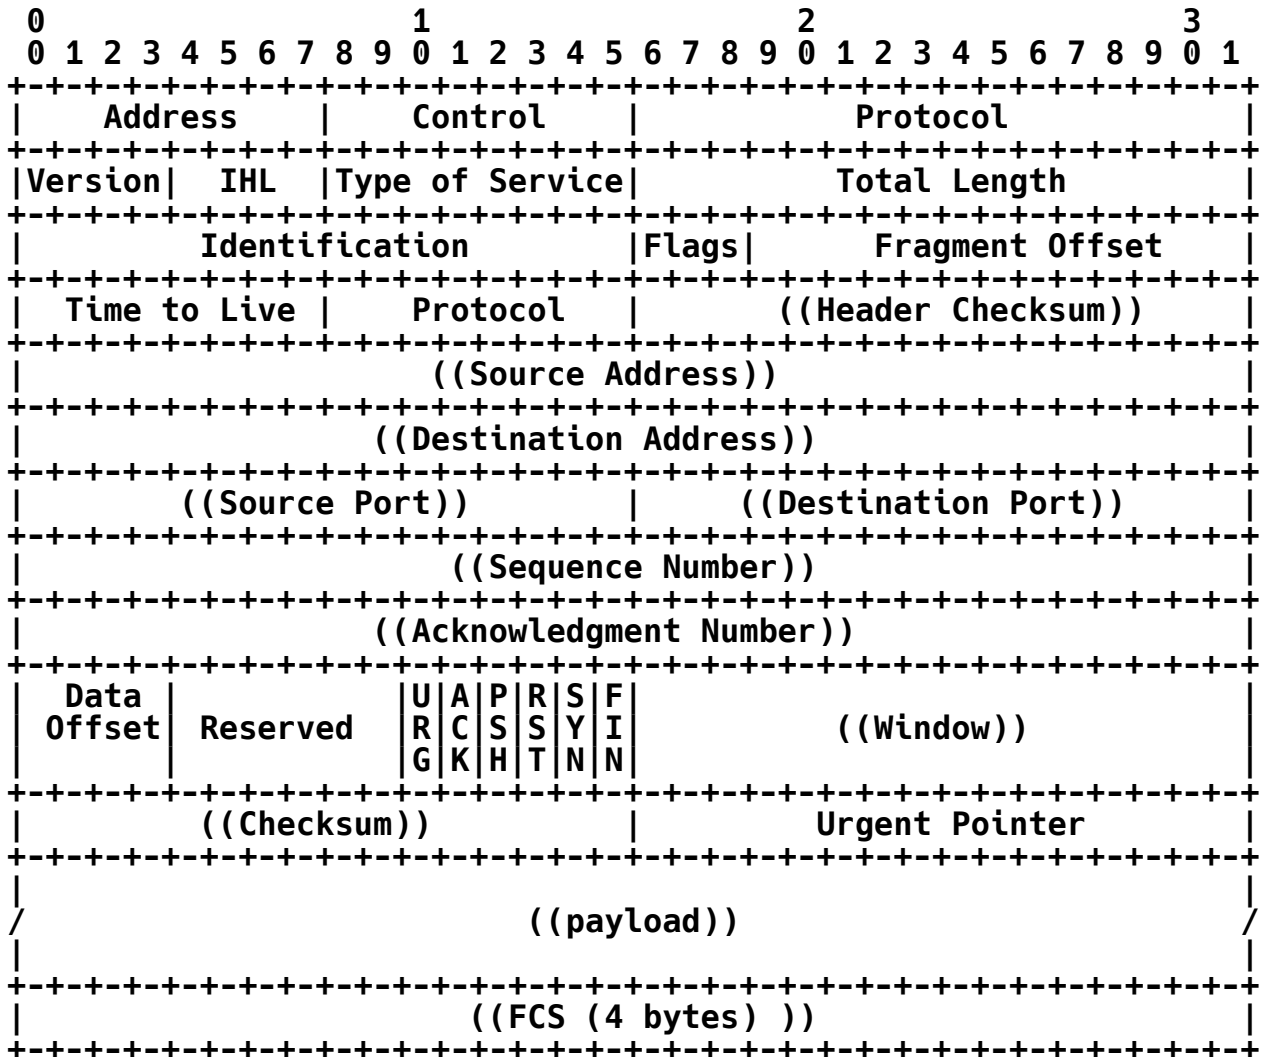 0                   1                   2                   3
 0 1 2 3 4 5 6 7 8 9 0 1 2 3 4 5 6 7 8 9 0 1 2 3 4 5 6 7 8 9 0 1
+-+-+-+-+-+-+-+-+-+-+-+-+-+-+-+-+-+-+-+-+-+-+-+-+-+-+-+-+-+-+-+-+
|    Address    |    Control    |           Protocol            |
+-+-+-+-+-+-+-+-+-+-+-+-+-+-+-+-+-+-+-+-+-+-+-+-+-+-+-+-+-+-+-+-+
|Version|  IHL  |Type of Service|          Total Length         |
+-+-+-+-+-+-+-+-+-+-+-+-+-+-+-+-+-+-+-+-+-+-+-+-+-+-+-+-+-+-+-+-+
|         Identification        |Flags|      Fragment Offset    |
+-+-+-+-+-+-+-+-+-+-+-+-+-+-+-+-+-+-+-+-+-+-+-+-+-+-+-+-+-+-+-+-+
|  Time to Live |    Protocol   |       ((Header Checksum))     |
+-+-+-+-+-+-+-+-+-+-+-+-+-+-+-+-+-+-+-+-+-+-+-+-+-+-+-+-+-+-+-+-+
|                     ((Source Address))                        |
+-+-+-+-+-+-+-+-+-+-+-+-+-+-+-+-+-+-+-+-+-+-+-+-+-+-+-+-+-+-+-+-+
|                  ((Destination Address))                      |
+-+-+-+-+-+-+-+-+-+-+-+-+-+-+-+-+-+-+-+-+-+-+-+-+-+-+-+-+-+-+-+-+
|        ((Source Port))        |     ((Destination Port))      |
+-+-+-+-+-+-+-+-+-+-+-+-+-+-+-+-+-+-+-+-+-+-+-+-+-+-+-+-+-+-+-+-+
|                      ((Sequence Number))                      |
+-+-+-+-+-+-+-+-+-+-+-+-+-+-+-+-+-+-+-+-+-+-+-+-+-+-+-+-+-+-+-+-+
|                  ((Acknowledgment Number))                    |
+-+-+-+-+-+-+-+-+-+-+-+-+-+-+-+-+-+-+-+-+-+-+-+-+-+-+-+-+-+-+-+-+
|  Data |           |U|A|P|R|S|F|                               |
| Offset| Reserved  |R|C|S|S|Y|I|          ((Window))           |
|       |           |G|K|H|T|N|N|                               |
+-+-+-+-+-+-+-+-+-+-+-+-+-+-+-+-+-+-+-+-+-+-+-+-+-+-+-+-+-+-+-+-+
|         ((Checksum))          |         Urgent Pointer        |
+-+-+-+-+-+-+-+-+-+-+-+-+-+-+-+-+-+-+-+-+-+-+-+-+-+-+-+-+-+-+-+-+
|                                                               |
/                          ((payload))                          /
|                                                               |
+-+-+-+-+-+-+-+-+-+-+-+-+-+-+-+-+-+-+-+-+-+-+-+-+-+-+-+-+-+-+-+-+
|                       ((FCS (4 bytes) ))                      |
+-+-+-+-+-+-+-+-+-+-+-+-+-+-+-+-+-+-+-+-+-+-+-+-+-+-+-+-+-+-+-+-+